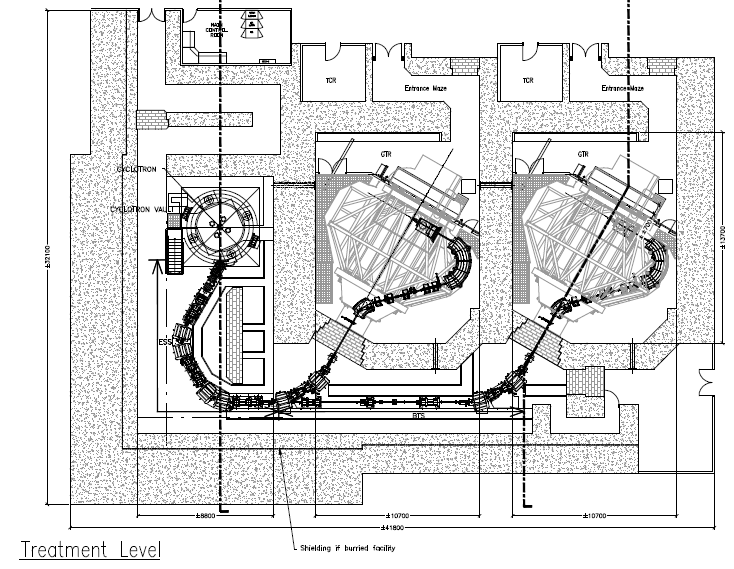 MAIN
CONTROL
ROOM
TCR
TCR
Entrance Maze
Entrance Maze
GTR
GTR
CYCLOTRON
CYCLOTRON VAULT
±32100
±13700
ESS
BTS
±8800
±10700
±10700
±41800
Shielding if burried facility
Treatment Level